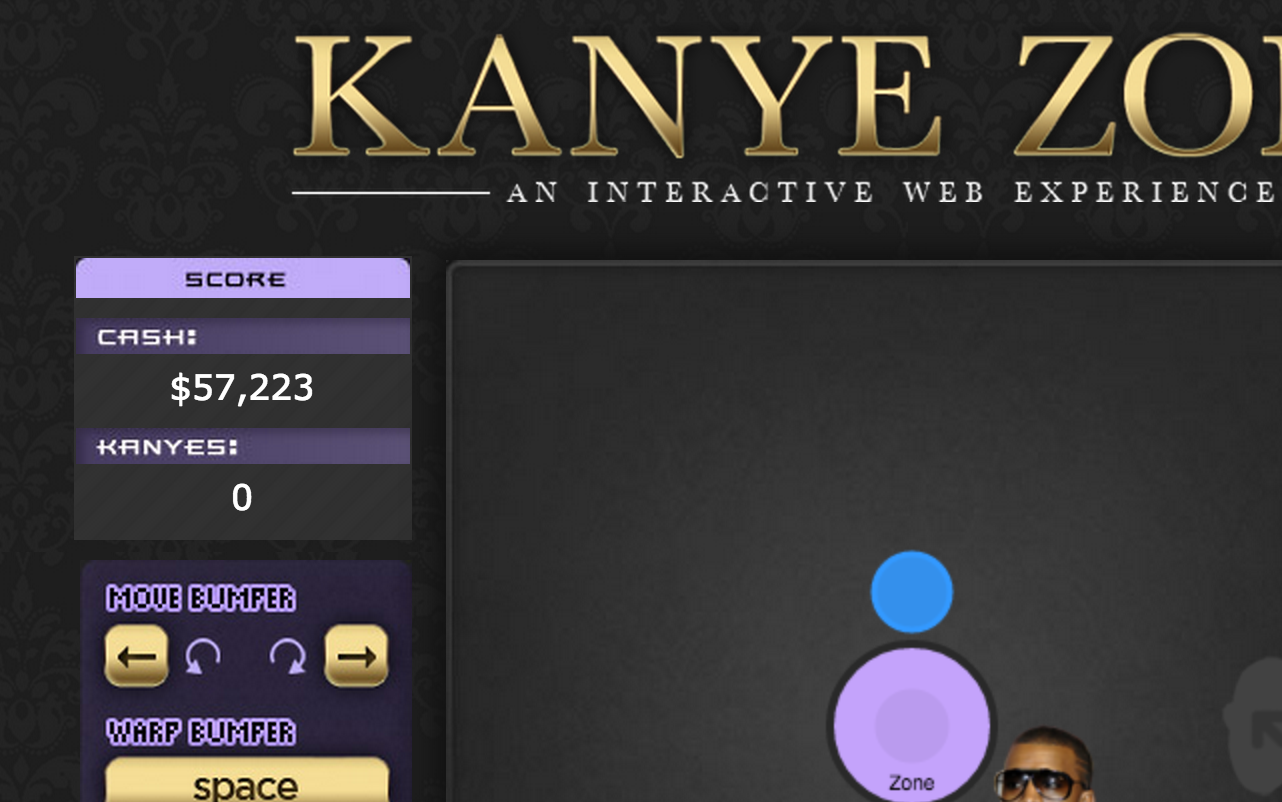 KANYE ZO
AN INTERACTIVE WEB EXPERIENCE
SCORE
CASH:
$57,223
KANYES:
0
MOVE BUMPER
← →
WARP BUMPER
space
Zone